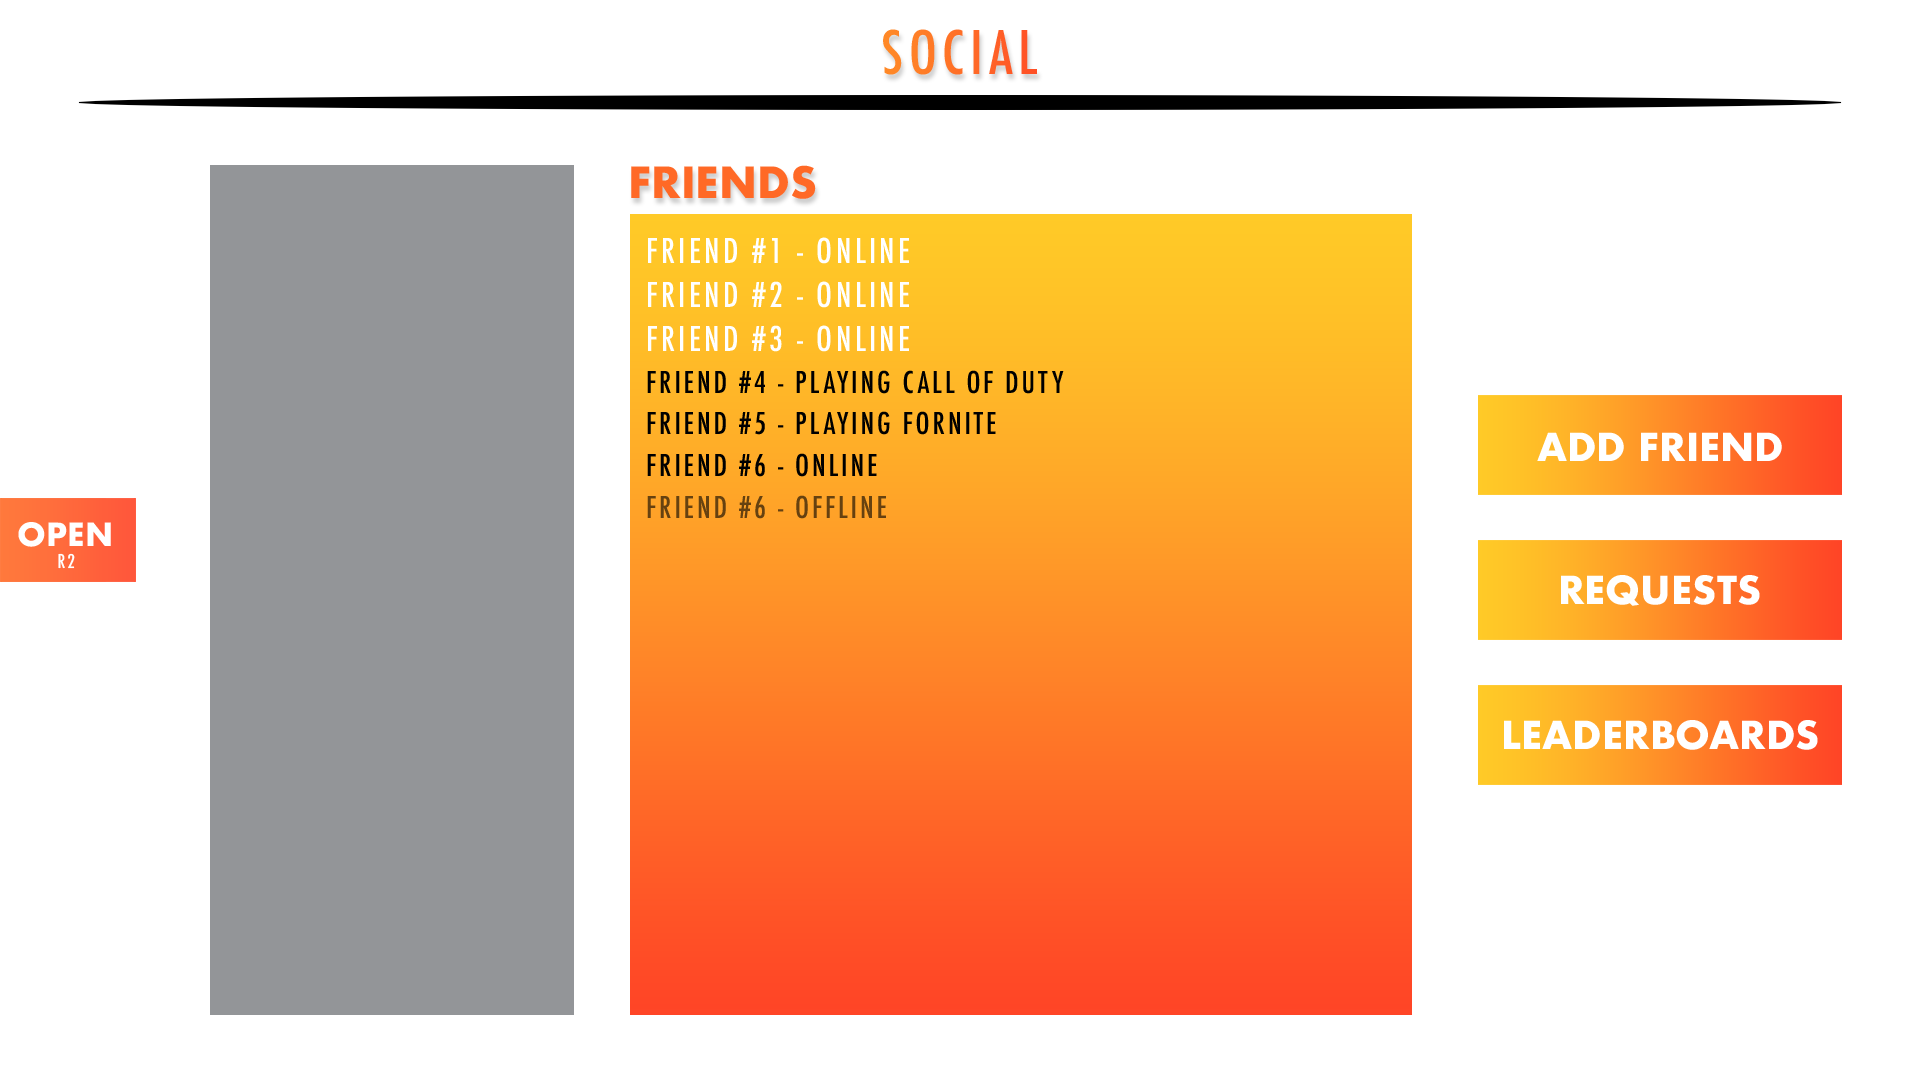 SOCIAL
FRIENDS
FRIEND #1 - ONLINE
FRIEND #2 - ONLINE
FRIEND #3 - ONLINE
FRIEND #4 - PLAYING CALL OF DUTY
FRIEND #5 - PLAYING FORNITE
FRIEND #6 - ONLINE
FRIEND #6 - OFFLINE
OPEN
R2
ADD FRIEND
REQUESTS
LEADERBOARDS